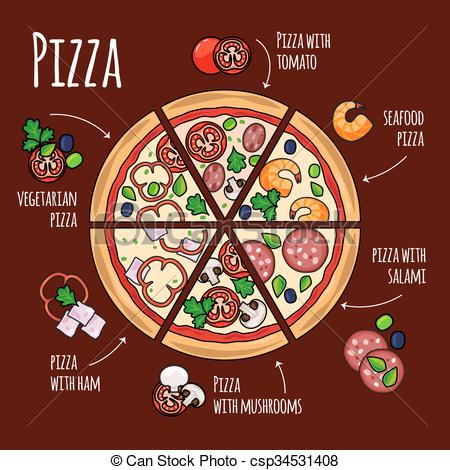 PIZZA
PIZZA WITH
TOMATO
SEAFOOD
PIZZA
VEGETARIAN
PIZZA
PIZZA WITH
SALAMI
PIZZA
WITH HAM
PIZZA
WITH MUSHROOMS
© Can Stock Photo - csp34531408